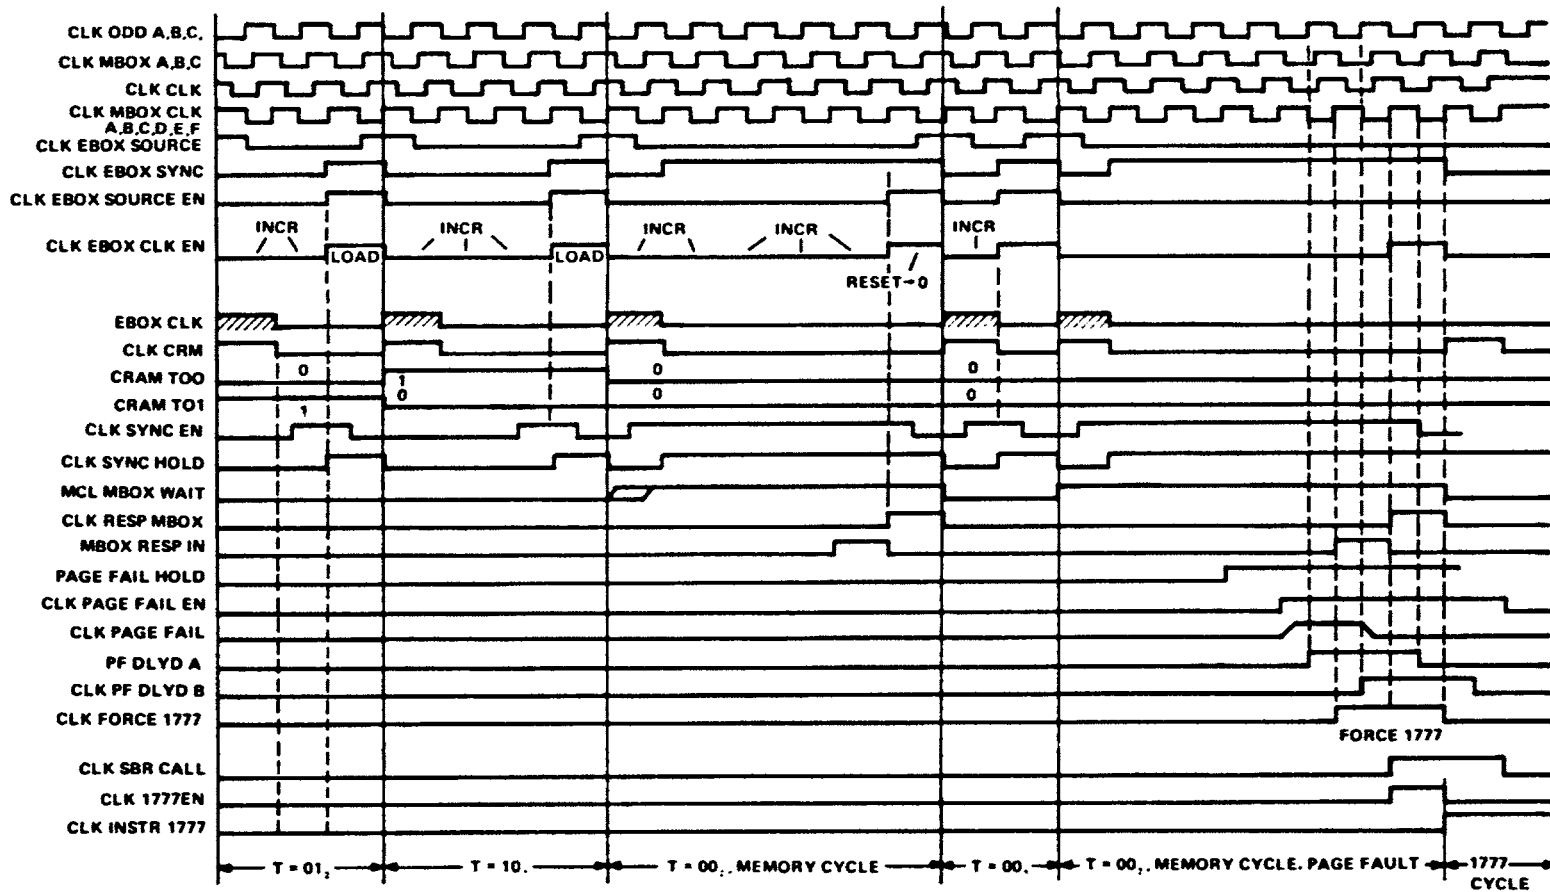 CLK ODD A,B,C,
CLK MBOX A,B,C
CLK CLK
CLK MBOX CLK
A,B,C,D,E,F
CLK EBOX SOURCE
CLK EBOX SYNC
CLK EBOX SOURCE EN
INCR INCR INCR INCR INCR
CLK EBOX CLK EN
LOAD LOAD
RESET→0
EBOX CLK
CLK CRM
0 0 0
CRAM TOO
1
0 0 0
CRAM TO1
1
CLK SYNC EN
CLK SYNC HOLD
MCL MBOX WAIT
CLK RESP MBOX
MBOX RESP IN
PAGE FAIL HOLD
CLK PAGE FAIL EN
CLK PAGE FAIL
PF DLYD A
CLK PF DLYD B
CLK FORCE 1777
FORCE 1777
CLK SBR CALL
CLK 1777EN
CLK INSTR 1777
T = 01₂ T = 10. T = 00₂. MEMORY CYCLE T = 00. T = 00₂. MEMORY CYCLE. PAGE FAULT 1777
CYCLE